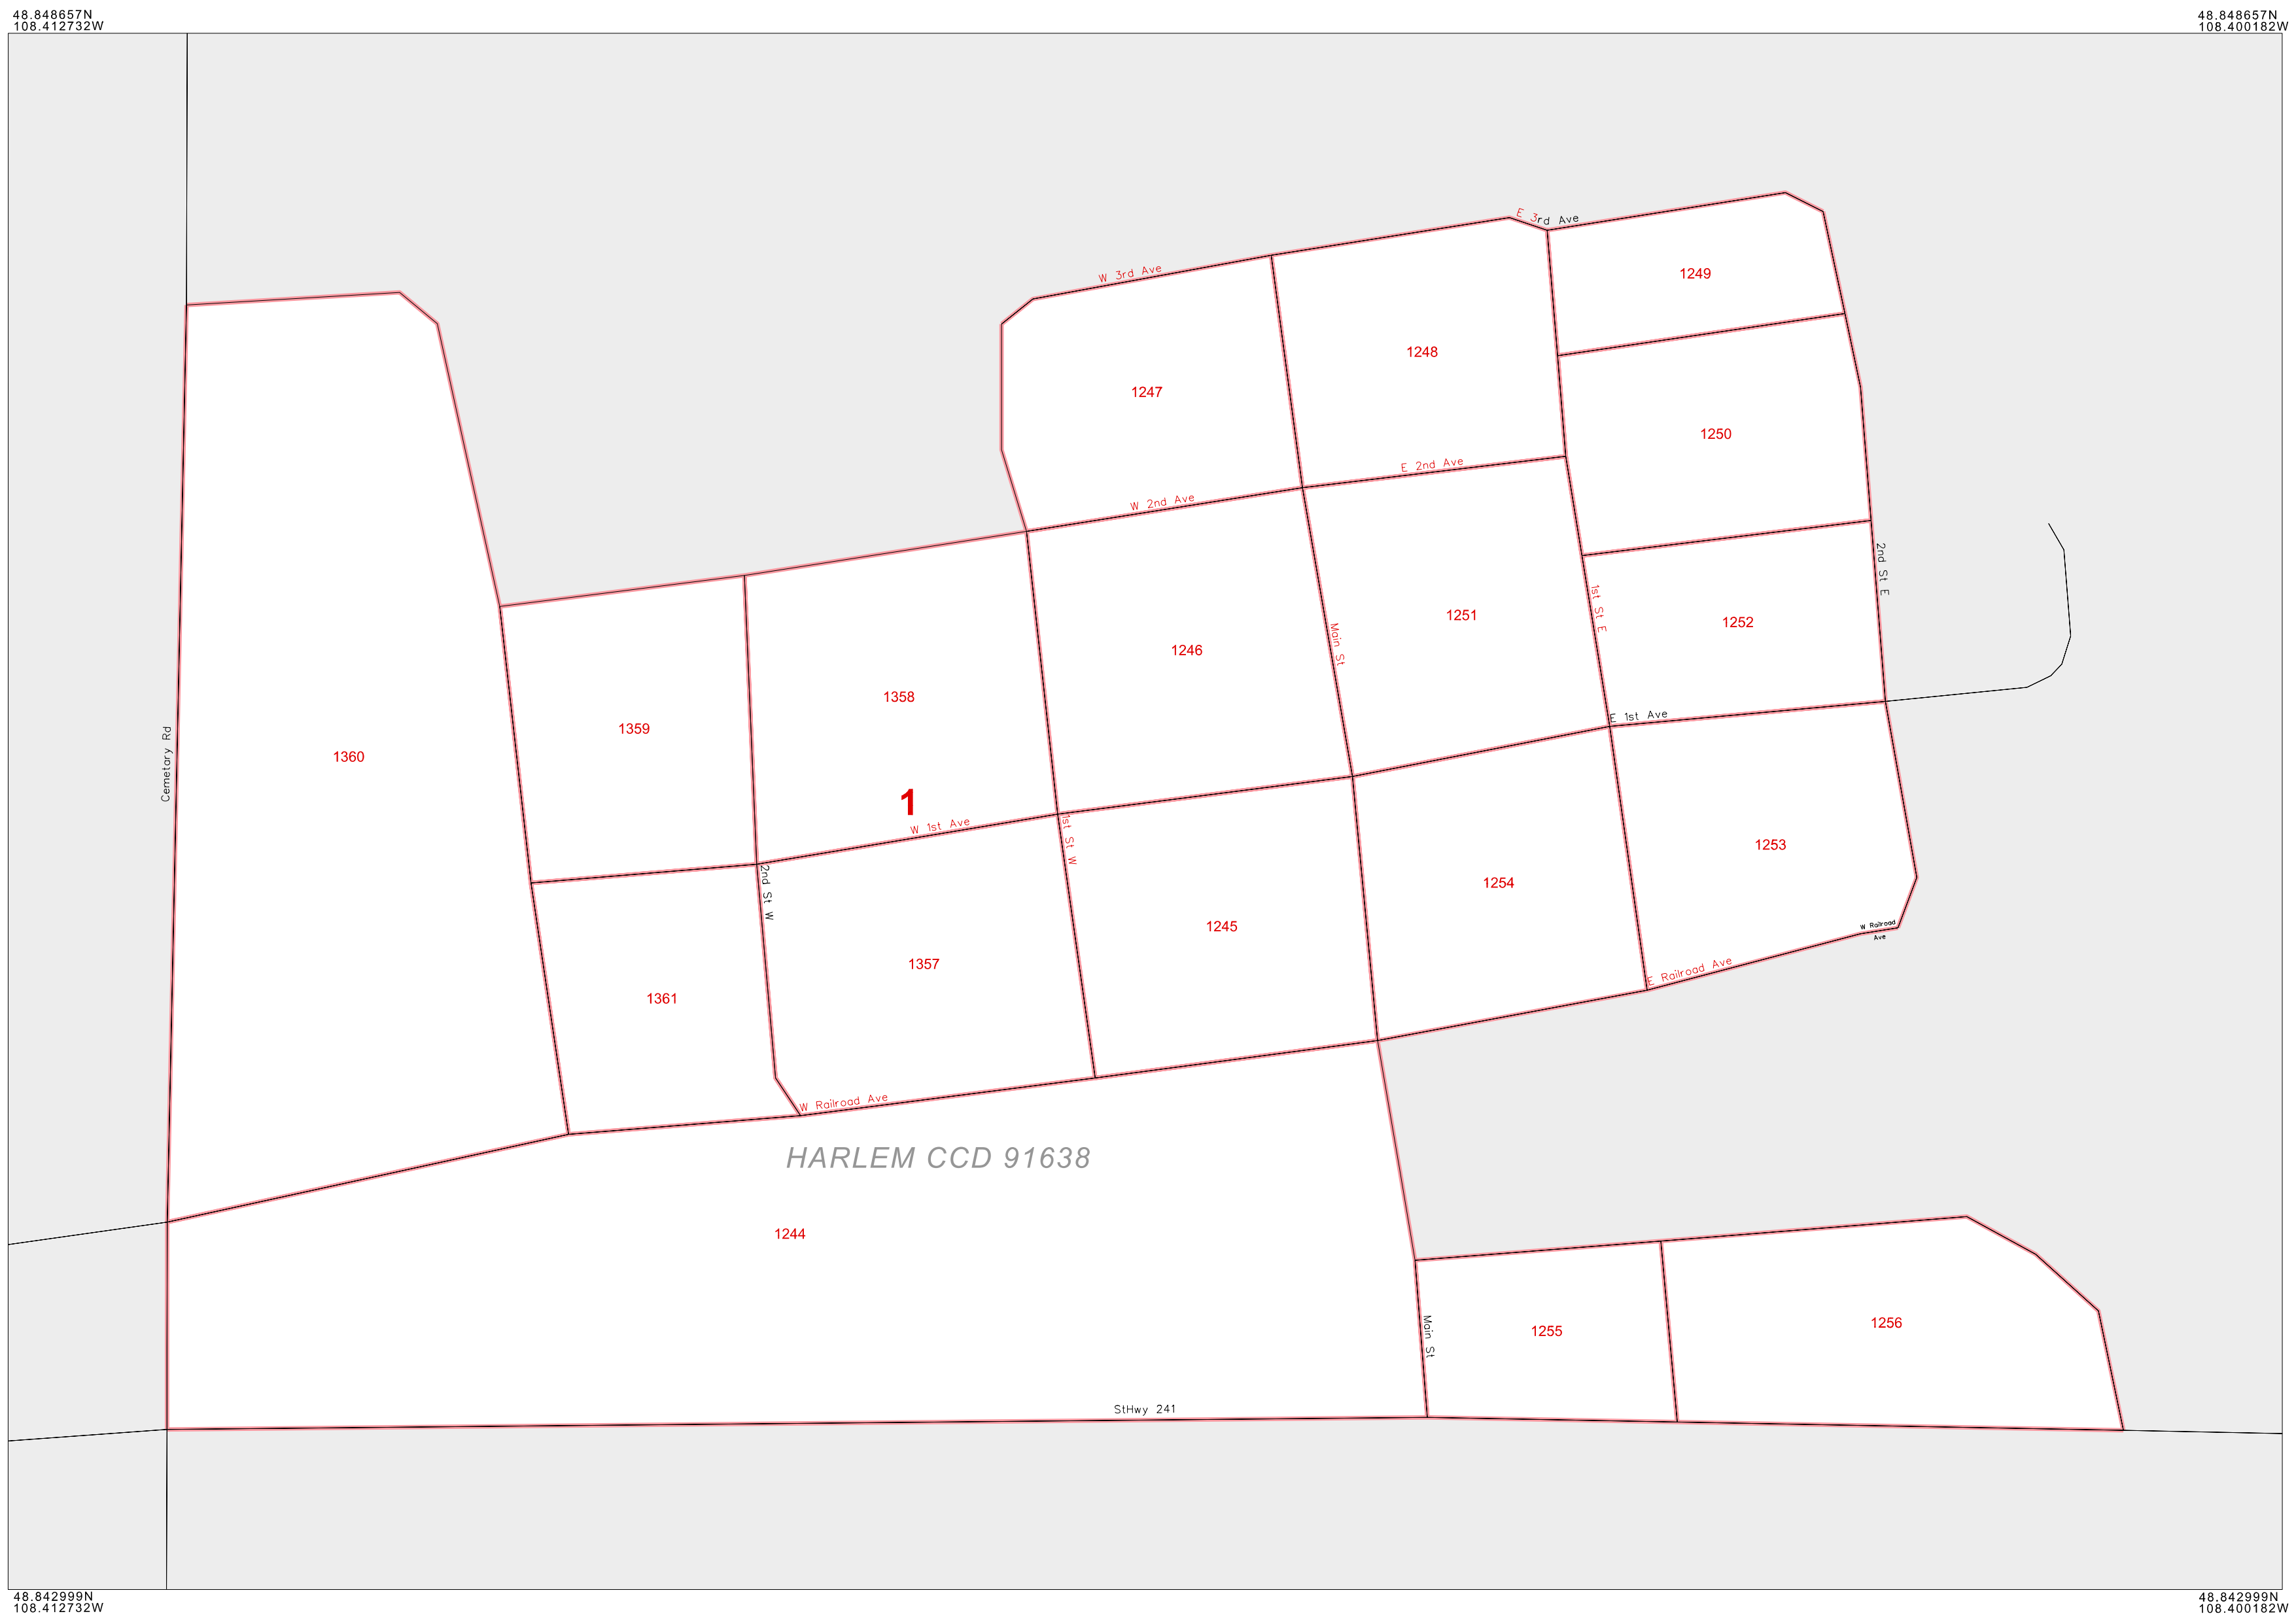 48.848657N
108.412732W
48.848657N
108.400182W
E 3rd Ave
W 3rd Ave
1249
1248
1247
1250
E 2nd Ave
W 2nd Ave
2nd St E
1st St E
1251
1252
Main St
1246
1358
1359
E 1st Ave
1360
Cemetary Rd
1
W 1st Ave
1st St W
1253
2nd St W
1254
1245
W Railroad
Ave
1357
E Railroad Ave
1361
W Railroad Ave
HARLEM CCD 91638
1244
Main St
1255
1256
StHwy 241
48.842999N
108.412732W
48.842999N
108.400182W